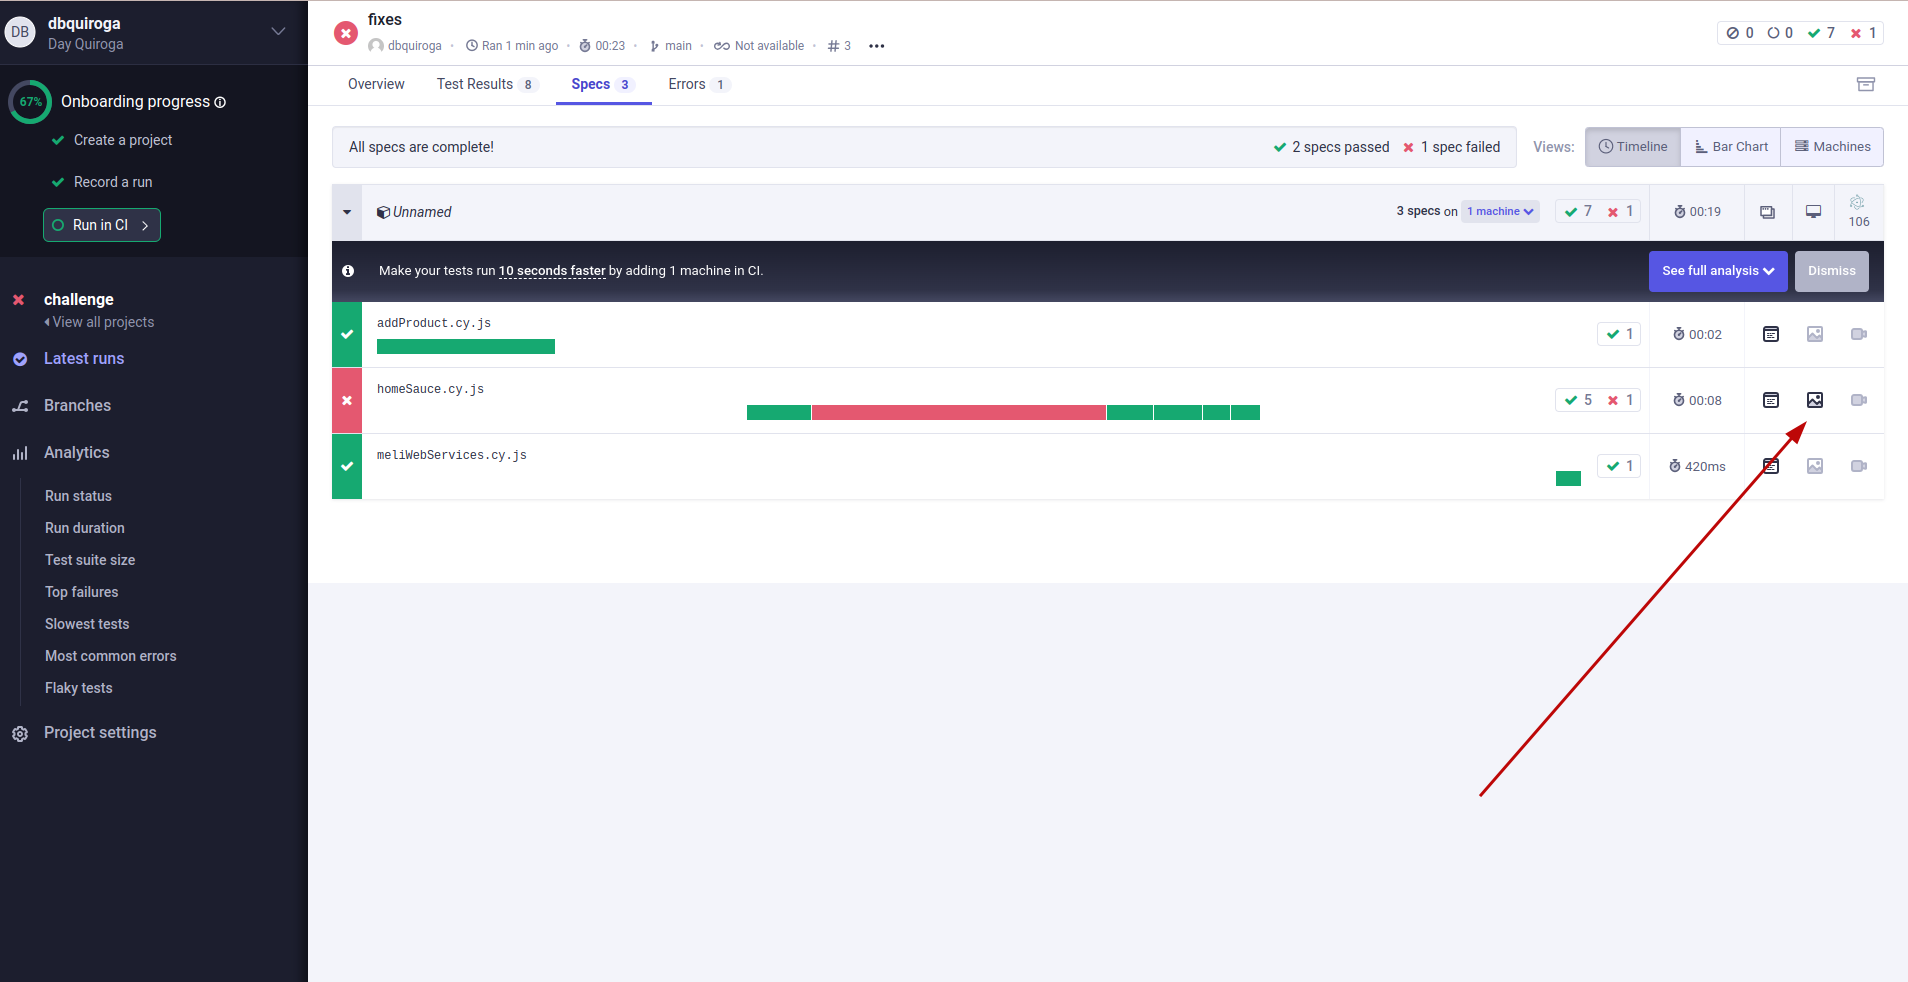 DB
dbquiroga
Day Quiroga
67%
Onboarding progress
Create a project
Record a run
Run in CI
challenge
View all projects
Latest runs
Branches
Analytics
Run status
Run duration
Test suite size
Top failures
Slowest tests
Most common errors
Flaky tests
Project settings
fixes
dbquiroga · Ran 1 min ago · 00:23 · main · Not available · # 3
0 0 7 1
Overview Test Results 8 Specs 3 Errors 1
All specs are complete! 2 specs passed 1 spec failed Views: Timeline Bar Chart Machines
Unnamed 3 specs on 1 machine 7 1 00:19 106
Make your tests run 10 seconds faster by adding 1 machine in CI. See full analysis Dismiss
addProduct.cy.js 1 00:02
homeSauce.cy.js 5 1 00:08
meliWebServices.cy.js 1 420ms